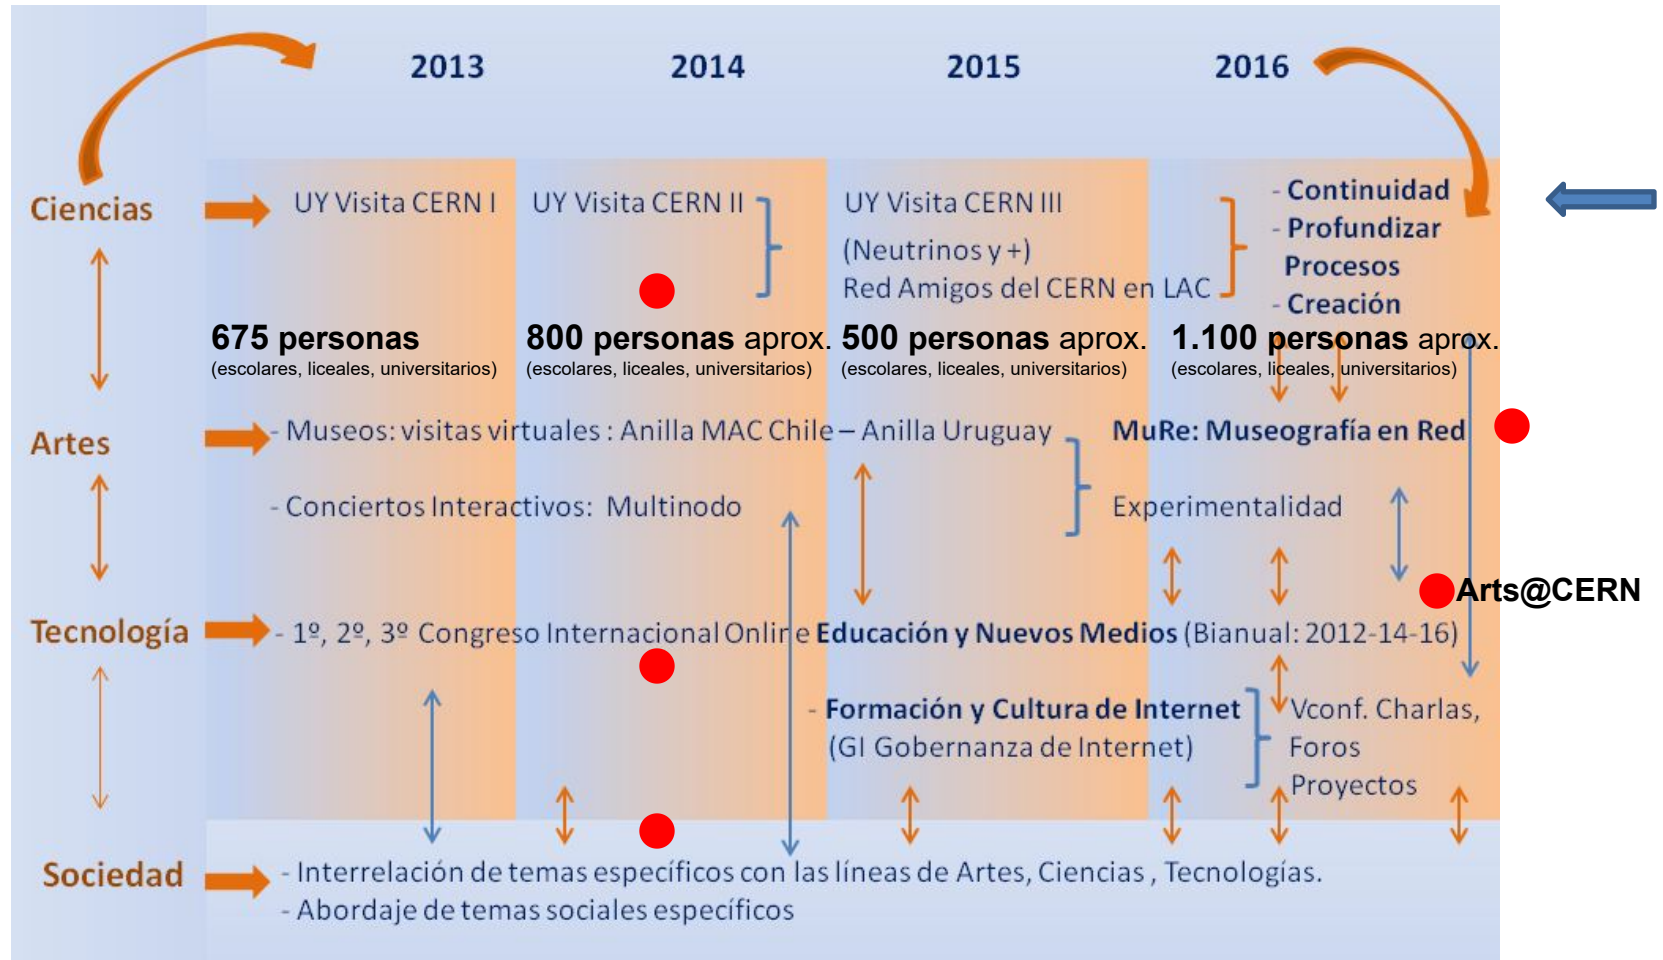 2013 2014 2015 2016
Ciencias
UY Visita CERN I
UY Visita CERN II
UY Visita CERN III
(Neutrinos y +)
Red Amigos del CERN en LAC
- Continuidad
- Profundizar
Procesos
- Creación
675 personas
(escolares, liceales, universitarios)
800 personas aprox.
(escolares, liceales, universitarios)
500 personas aprox.
(escolares, liceales, universitarios)
1.100 personas aprox.
(escolares, liceales, universitarios)
Artes
- Museos: visitas virtuales : Anilla MAC Chile – Anilla Uruguay
MuRe: Museografía en Red
- Conciertos Interactivos: Multinodo
Experimentalidad
Arts@CERN
Tecnología
- 1º, 2º, 3º Congreso Internacional Online Educación y Nuevos Medios (Bianual: 2012-14-16)
- Formación y Cultura de Internet
(GI Gobernanza de Internet)
Vconf. Charlas,
Foros
Proyectos
Sociedad
- Interrelación de temas específicos con las líneas de Artes, Ciencias , Tecnologías.
- Abordaje de temas sociales específicos